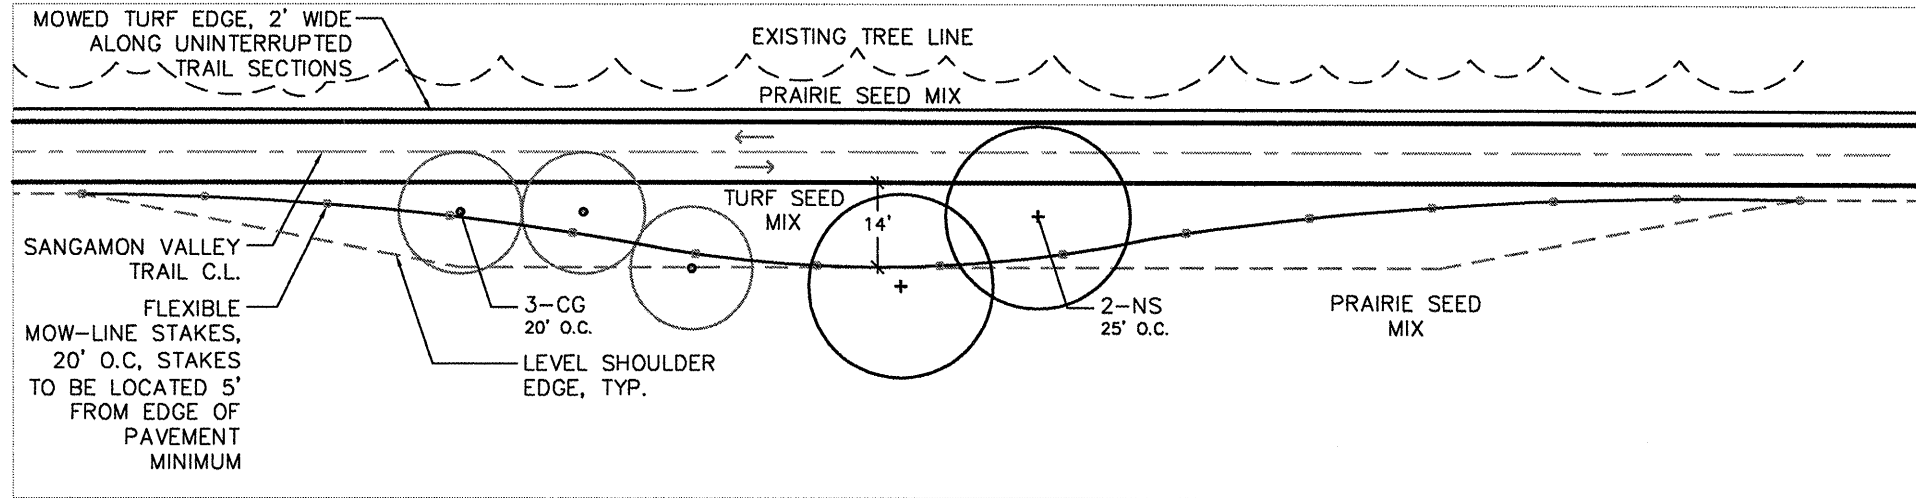 MOWED TURF EDGE, 2' WIDE
ALONG UNINTERRUPTED
TRAIL SECTIONS
EXISTING TREE LINE
PRAIRIE SEED MIX
TURF SEED
MIX
14'
SANGAMON VALLEY
TRAIL C.L.
FLEXIBLE
MOW-LINE STAKES,
20' O.C, STAKES
TO BE LOCATED 5'
FROM EDGE OF
PAVEMENT
MINIMUM
3-CG
20' O.C.
LEVEL SHOULDER
EDGE, TYP.
2-NS
25' O.C.
PRAIRIE SEED
MIX